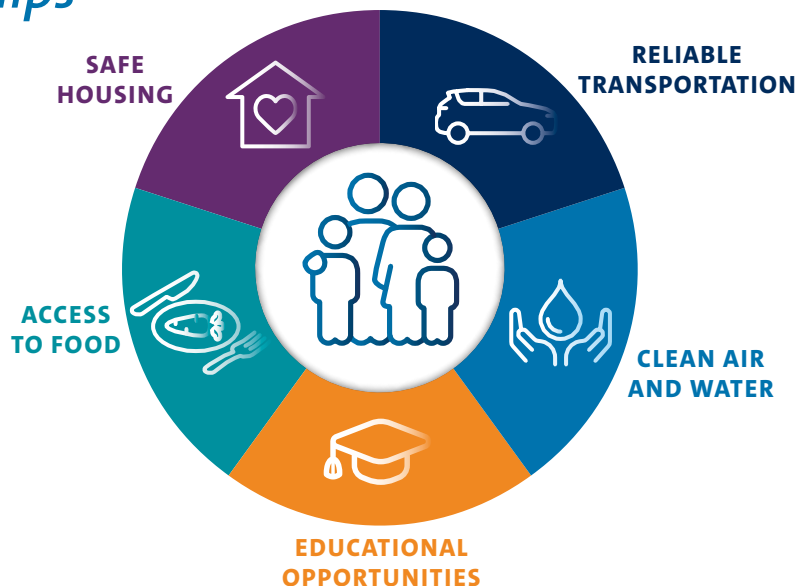 SAFE
HOUSING
RELIABLE
TRANSPORTATION
ACCESS
TO FOOD
CLEAN AIR
AND WATER
EDUCATIONAL
OPPORTUNITIES